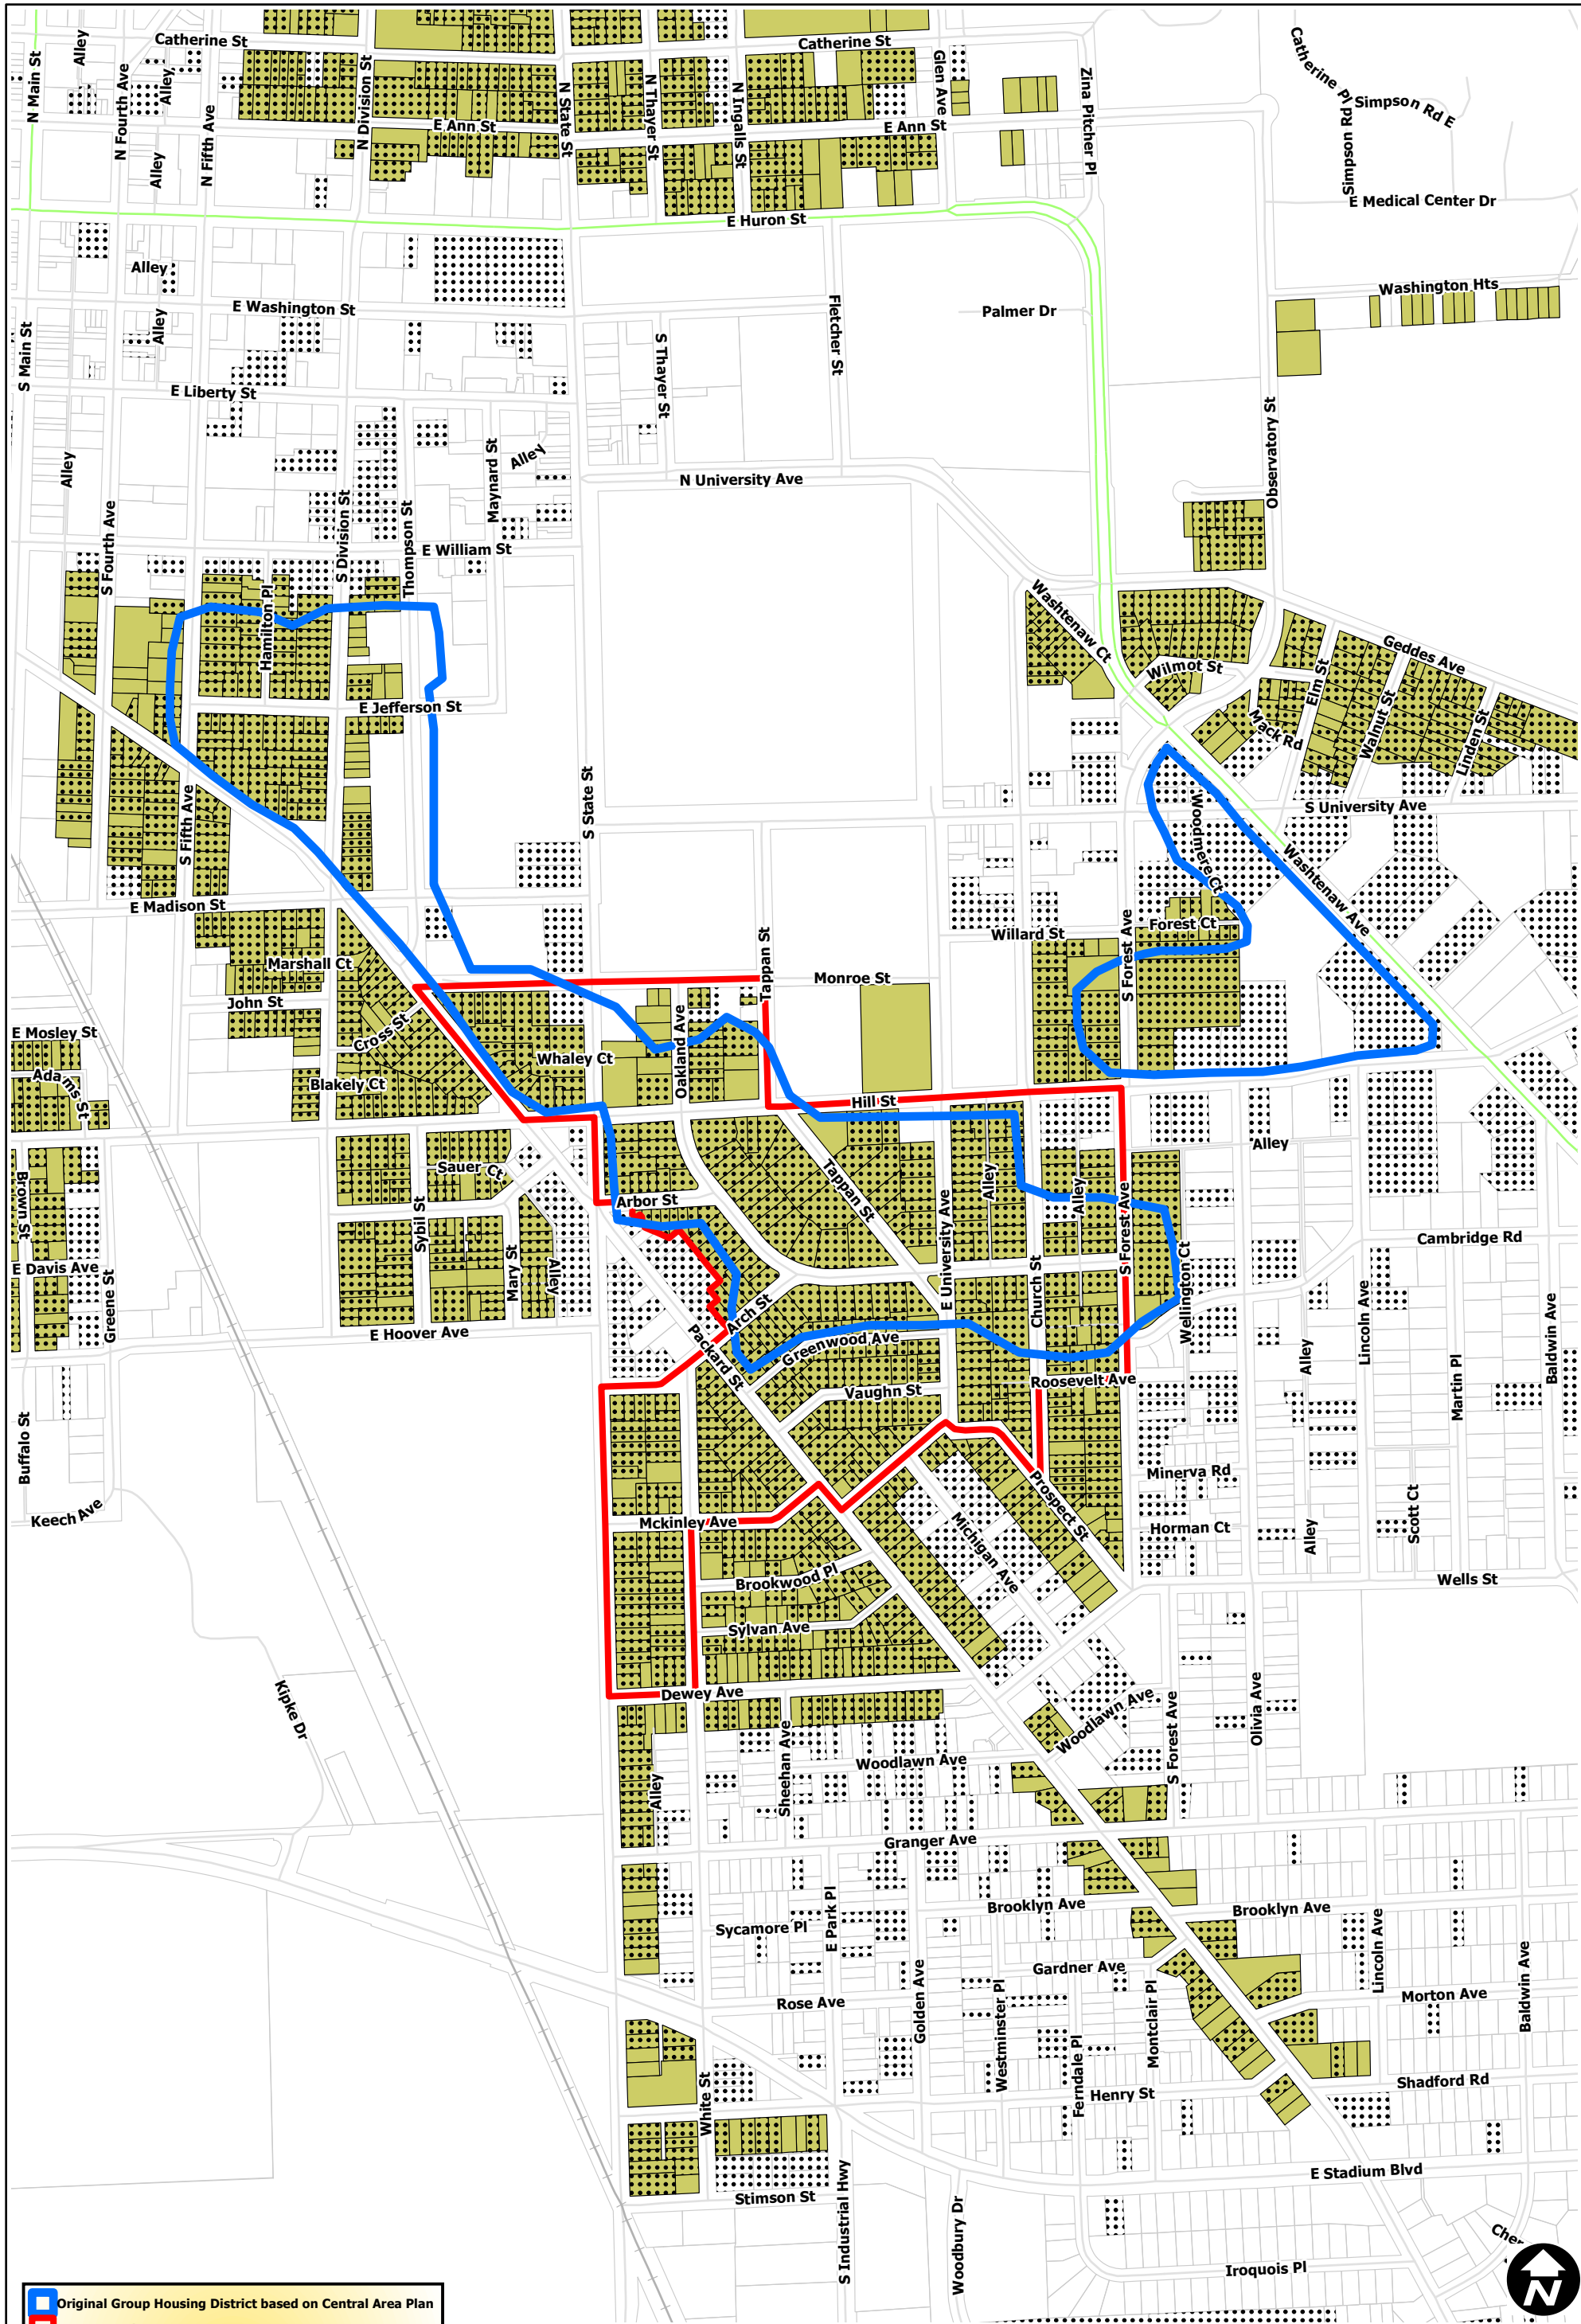 Catherine St
Catherine St
Catherine Pl
Simpson Rd E
Simpson Rd
Alley
N Main St
N Fourth Ave
Alley
N Fifth Ave
N Division St
N State St
N Thayer St
N Ingalls St
Glen Ave
Zina Pitcher Pl
E Ann St
E Ann St
Alley
E Medical Center Dr
E Huron St
Alley
Washington Hts
E Washington St
Alley
Palmer Dr
Fletcher St
S Main St
S Thayer St
E Liberty St
Observatory St
Alley
Maynard St
Alley
N University Ave
S Fourth Ave
S Division St
Thompson St
E William St
Hamilton Pl
Washtenaw Ct
Geddes Ave
Wilmot St
Elm St
Walnut St
Linden St
Mack Rd
E Jefferson St
S State St
S Fifth Ave
S University Ave
Woodmere Ct
Washtenaw Ave
E Madison St
Forest Ct
Willard St
S Forest Ave
Tappan St
Marshall Ct
Monroe St
John St
Cross St
E Mosley St
Adams St
Whaley Ct
Oakland Ave
Blakely Ct
Hill St
Alley
Sauer Ct
Brown St
Arbor St
Tappan St
Alley
Alley
Sybil St
E University Ave
S Forest Ave
Cambridge Rd
E Davis Ave
Greene St
Mary St
Alley
Church St
Wellington Ct
Arch St
E Hoover Ave
Packard St
Greenwood Ave
Lincoln Ave
Alley
Baldwin Ave
Martin Pl
Roosevelt Ave
Vaughn St
Buffalo St
Minerva Rd
Prospect St
Keech Ave
Mckinley Ave
Michigan Ave
Horman Ct
Alley
Scott Ct
Brookwood Pl
Wells St
Sylvan Ave
Kipke Dr
Dewey Ave
Woodlawn Ave
S Forest Ave
Olivia Ave
Sheehan Ave
Alley
Woodlawn Ave
Granger Ave
E Park Pl
Brooklyn Ave
Brooklyn Ave
Sycamore Pl
Lincoln Ave
Baldwin Ave
Gardner Ave
Golden Ave
Rose Ave
Westminster Pl
Montclair Pl
Morton Ave
Ferndale Pl
White St
Henry St
Shadford Rd
E Stadium Blvd
Stimson St
S Industrial Hwy
Woodbury Dr
Iroquois Pl
N
Original Group Housing District based on Central Area Plan